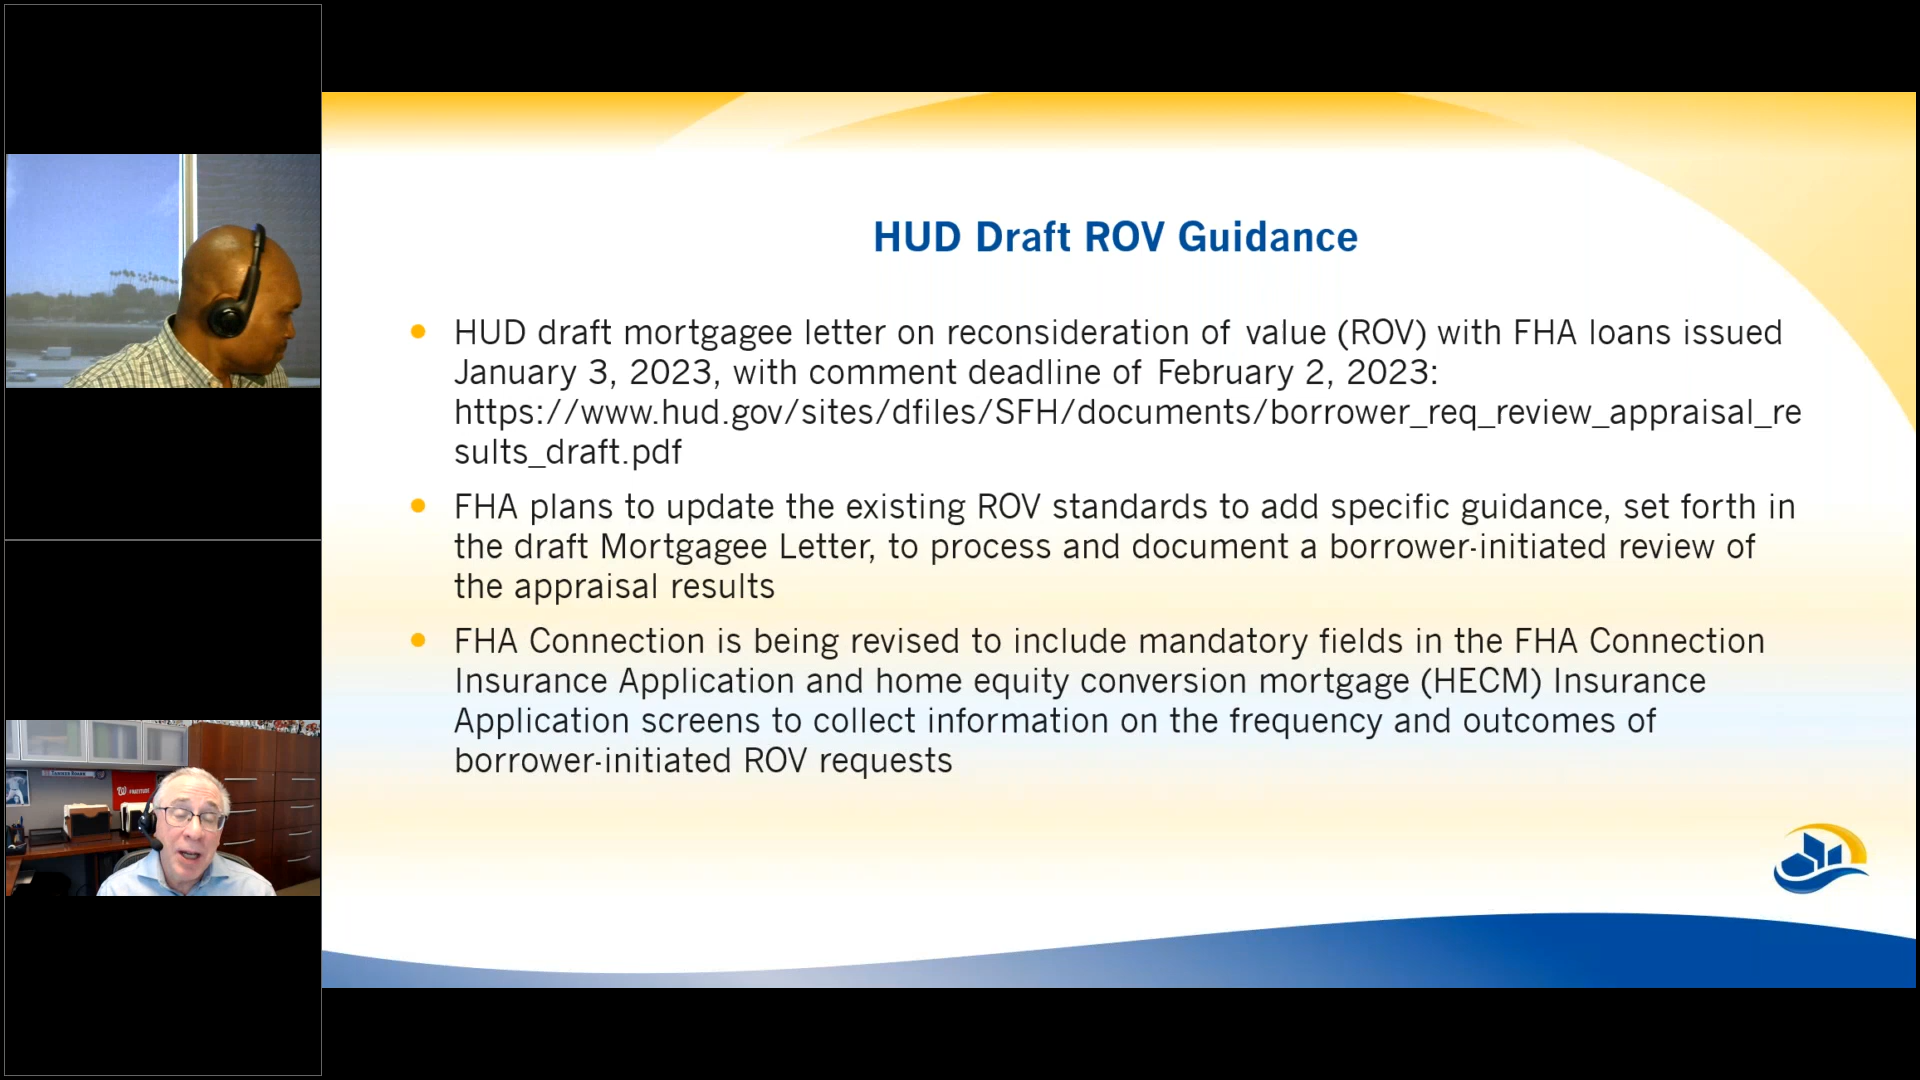 HUD Draft ROV Guidance
HUD draft mortgagee letter on reconsideration of value (ROV) with FHA loans issued
January 3, 2023, with comment deadline of February 2, 2023:
https://www.hud.gov/sites/dfiles/SFH/documents/borrower_req_review_appraisal_re
sults_draft.pdf
FHA plans to update the existing ROV standards to add specific guidance, set forth in
the draft Mortgagee Letter, to process and document a borrower-initiated review of
the appraisal results
FHA Connection is being revised to include mandatory fields in the FHA Connection
Insurance Application and home equity conversion mortgage (HECM) Insurance
Application screens to collect information on the frequency and outcomes of
borrower-initiated ROV requests